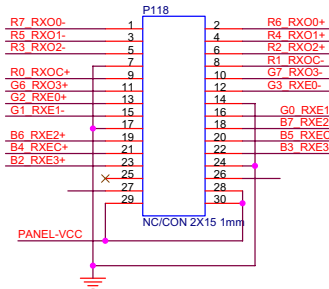 P118
R7_RXO0- 1 2 R6_RXO0+
R5_RXO1- 3 4 R4_RXO1+
R3_RXO2- 5 6 R2_RXO2+
7 8 R1_RXOC-
R0_RXOC+ 9 10 G7_RXO3-
G6_RXO3+ 11 12 G3_RXE0-
G2_RXE0+ 13 14
G1_RXE1- 15 16 G0_RXE1
17 18 B7_RXE2
B6_RXE2+ 19 20 B5_RXEC
B4_RXEC+ 21 22 B3_RXE3
B2_RXE3+ 23 24
25 26
27 28
29 30
NC/CON 2X15 1mm
PANEL-VCC